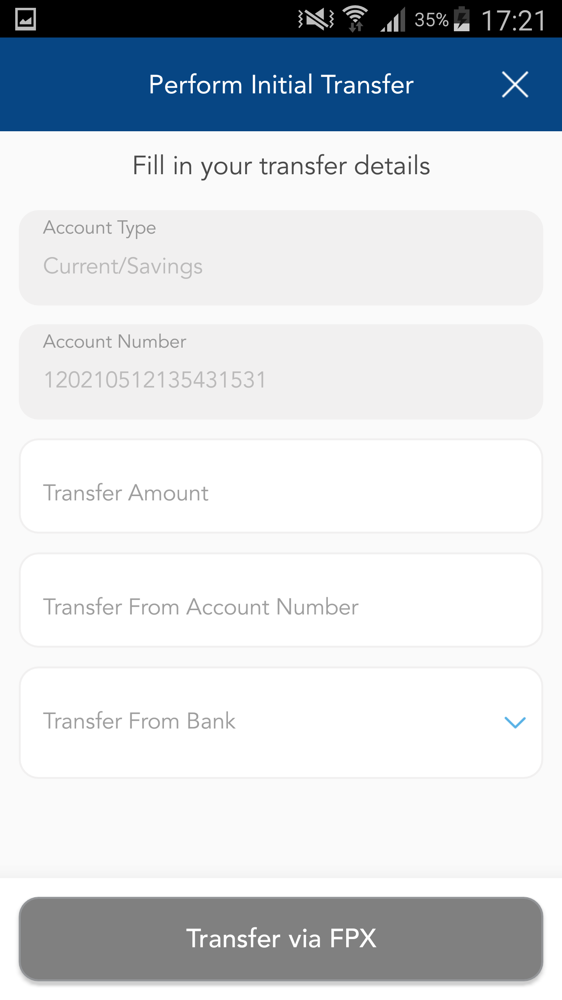 35% 17:21
Perform Initial Transfer
Fill in your transfer details
Account Type
Current/Savings
Account Number
120210512135431531
Transfer Amount
Transfer From Account Number
Transfer From Bank
Transfer via FPX